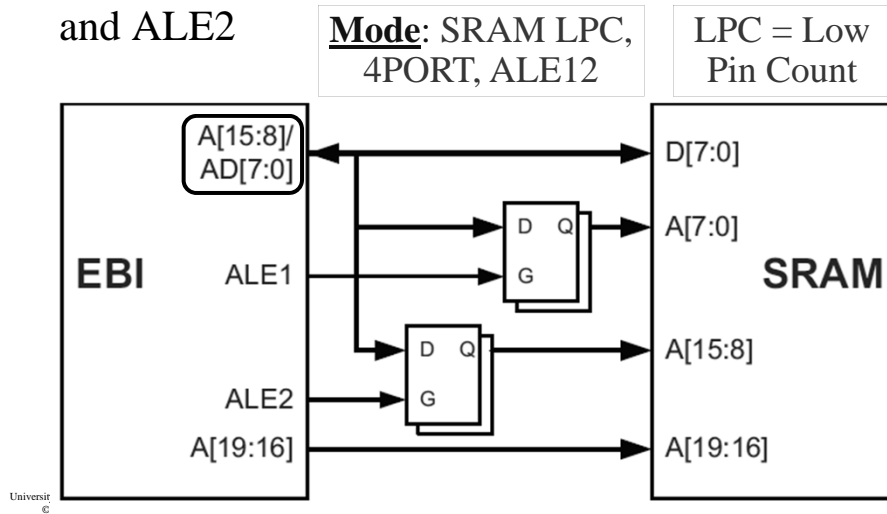 and ALE2
Mode: SRAM LPC,
4PORT, ALE12
LPC = Low
Pin Count
A[15:8]/
AD[7:0]
D[7:0]
D Q
A[7:0]
EBI
ALE1
G
SRAM
D Q
A[15:8]
ALE2
G
A[19:16]
A[19:16]
©